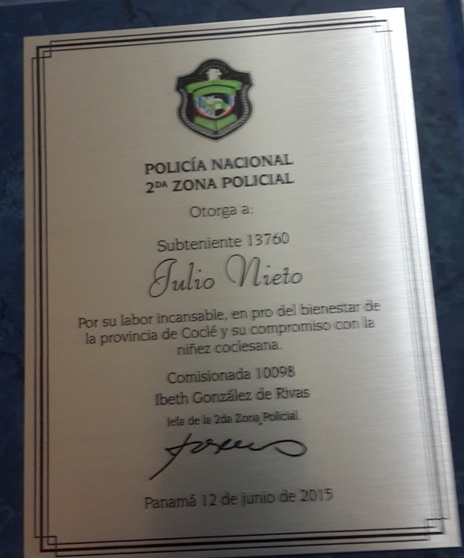 POLICÍA NACIONAL
2DA ZONA POLICIAL
Otorga a:
Subteniente 13760
Julio Nieto
Por su labor incansable, en pro del bienestar de
la provincia de Coclé y su compromiso con la
niñez coclesana.
Comisionada 10098
Ibeth González de Rivas
Jefa de la 2da Zona Policial
Panamá 12 de junio de 2015